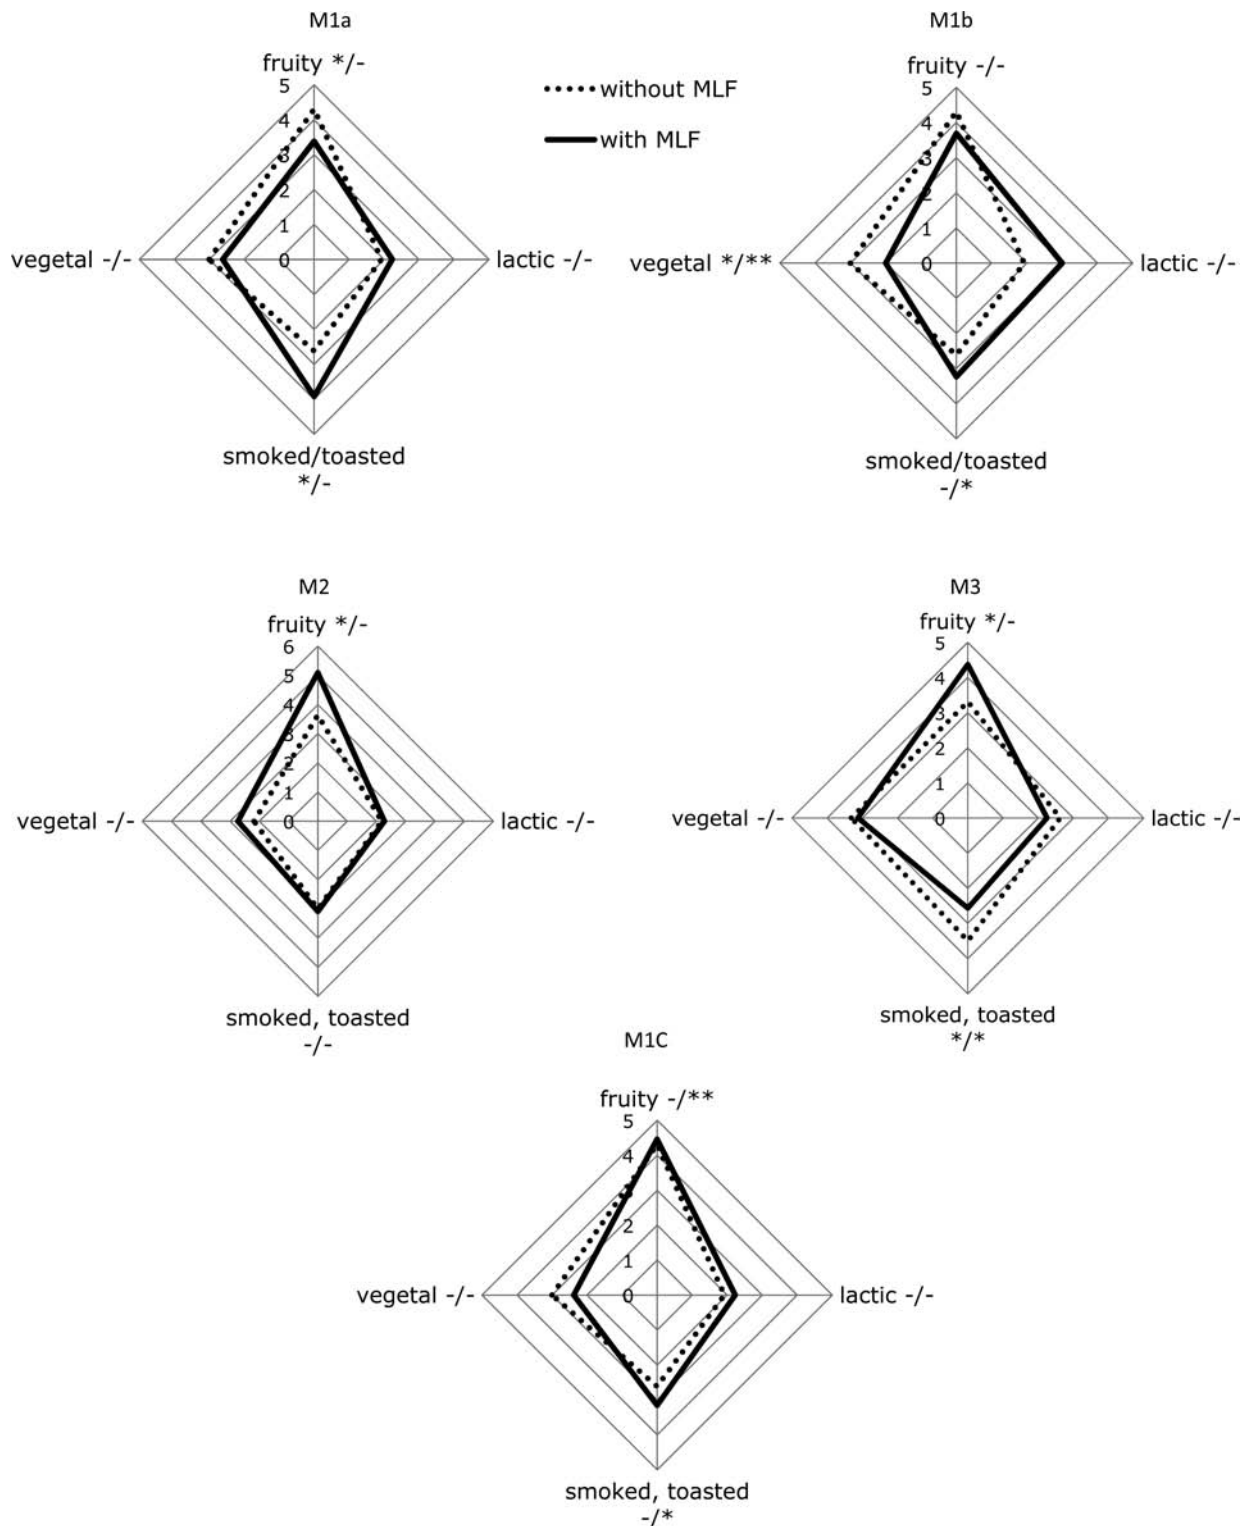 M1a
fruity */-
5
4
3
2
1
0
vegetal -/-
lactic -/-
smoked/toasted
*/-
without MLF
with MLF
M1b
fruity -/-
5
4
3
2
1
0
vegetal */**
lactic -/-
smoked/toasted
-/*
M2
fruity */-
6
5
4
3
2
1
0
vegetal -/-
lactic -/-
smoked, toasted
-/-
M3
fruity */-
5
4
3
2
1
0
vegetal -/-
lactic -/-
smoked, toasted
*/*
M1C
fruity -/**
5
4
3
2
1
0
vegetal -/-
lactic -/-
smoked, toasted
-/*